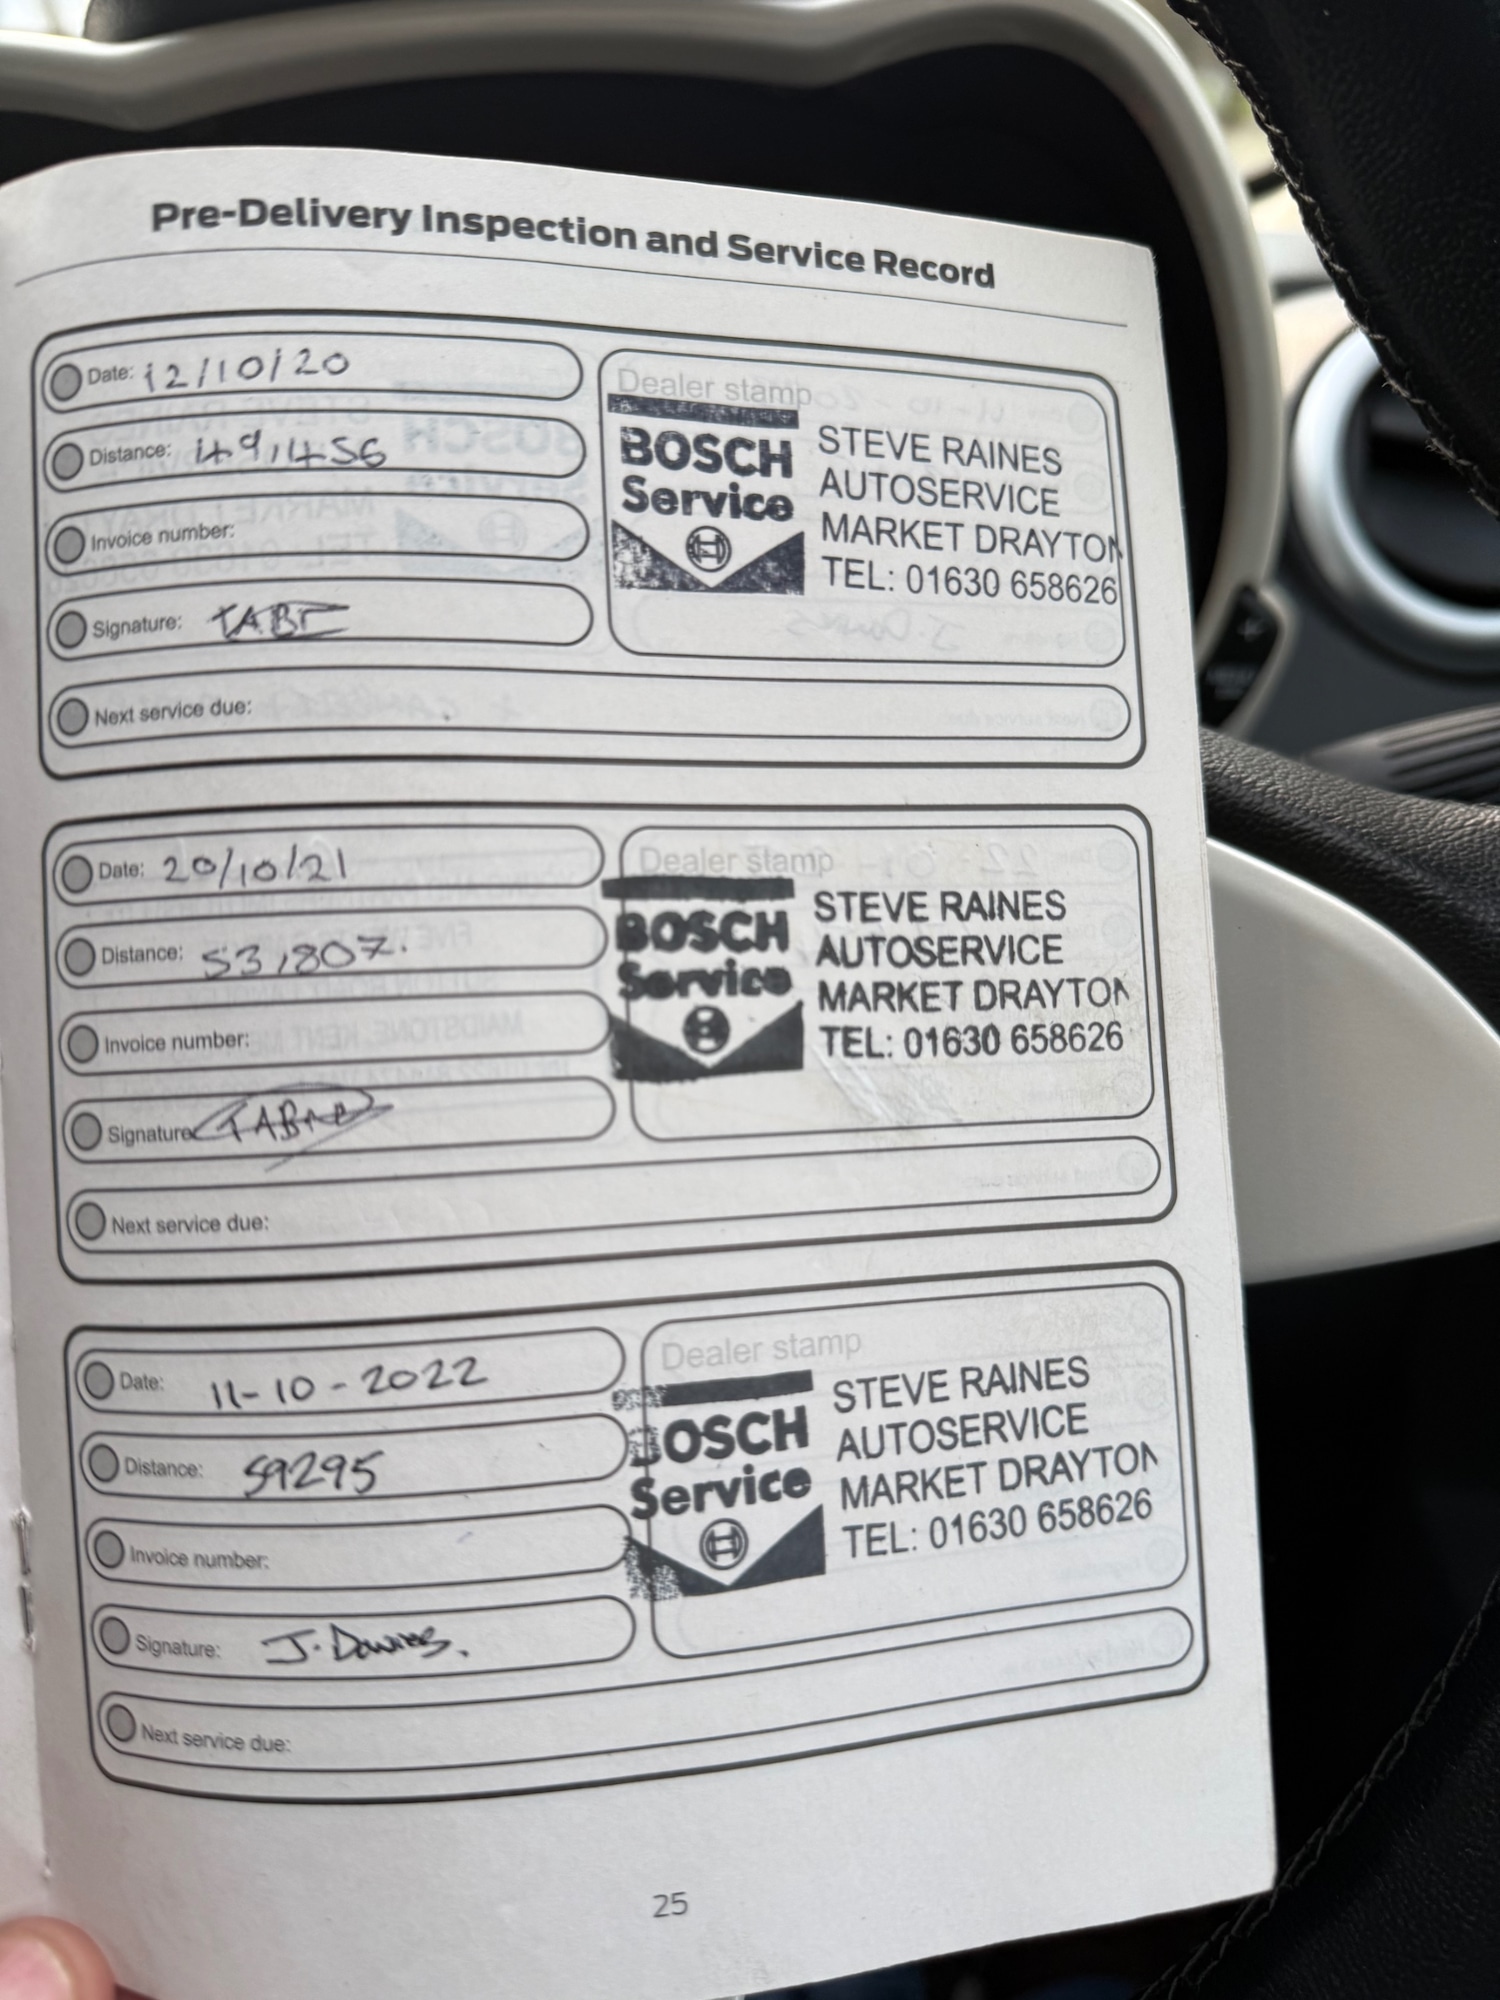 Pre-Delivery Inspection and Service Record
Date: 12/10/20
Distance: 49,456
Invoice number:
Signature:
Next service due:
Dealer stamp
BOSCH
Service
STEVE RAINES
AUTOSERVICE
MARKET DRAYTON
TEL: 01630 658626
Date: 20/10/21
Distance: 53,807.
Invoice number:
Signature
Next service due:
Dealer stamp
BOSCH
Service
STEVE RAINES
AUTOSERVICE
MARKET DRAYTON
TEL: 01630 658626
Date: 11-10-2022
Distance: 59295
Invoice number:
Signature: J.
Next service due:
Dealer stamp
BOSCH
Service
STEVE RAINES
AUTOSERVICE
MARKET DRAYTON
TEL: 01630 658626
25